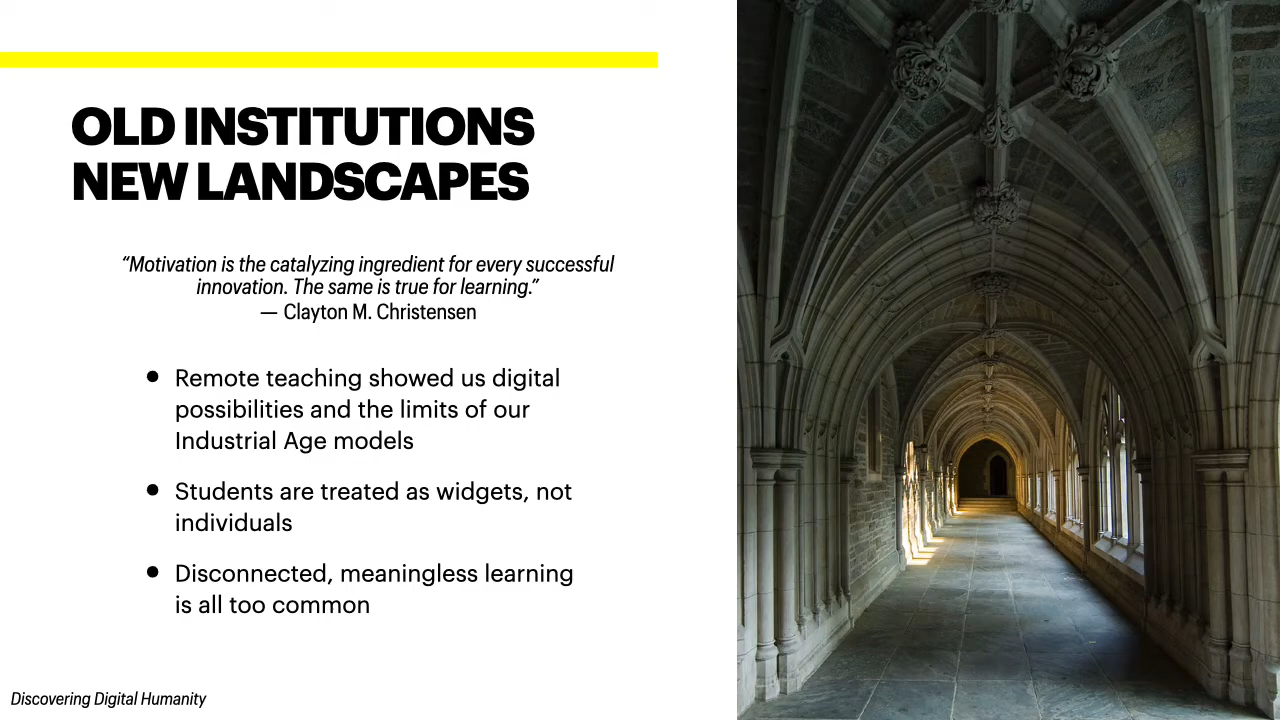 OLD INSTITUTIONS
NEW LANDSCAPES
“Motivation is the catalyzing ingredient for every successful
innovation. The same is true for learning.”
— Clayton M. Christensen
● Remote teaching showed us digital
possibilities and the limits of our
Industrial Age models
● Students are treated as widgets, not
individuals
● Disconnected, meaningless learning
is all too common
Discovering Digital Humanity